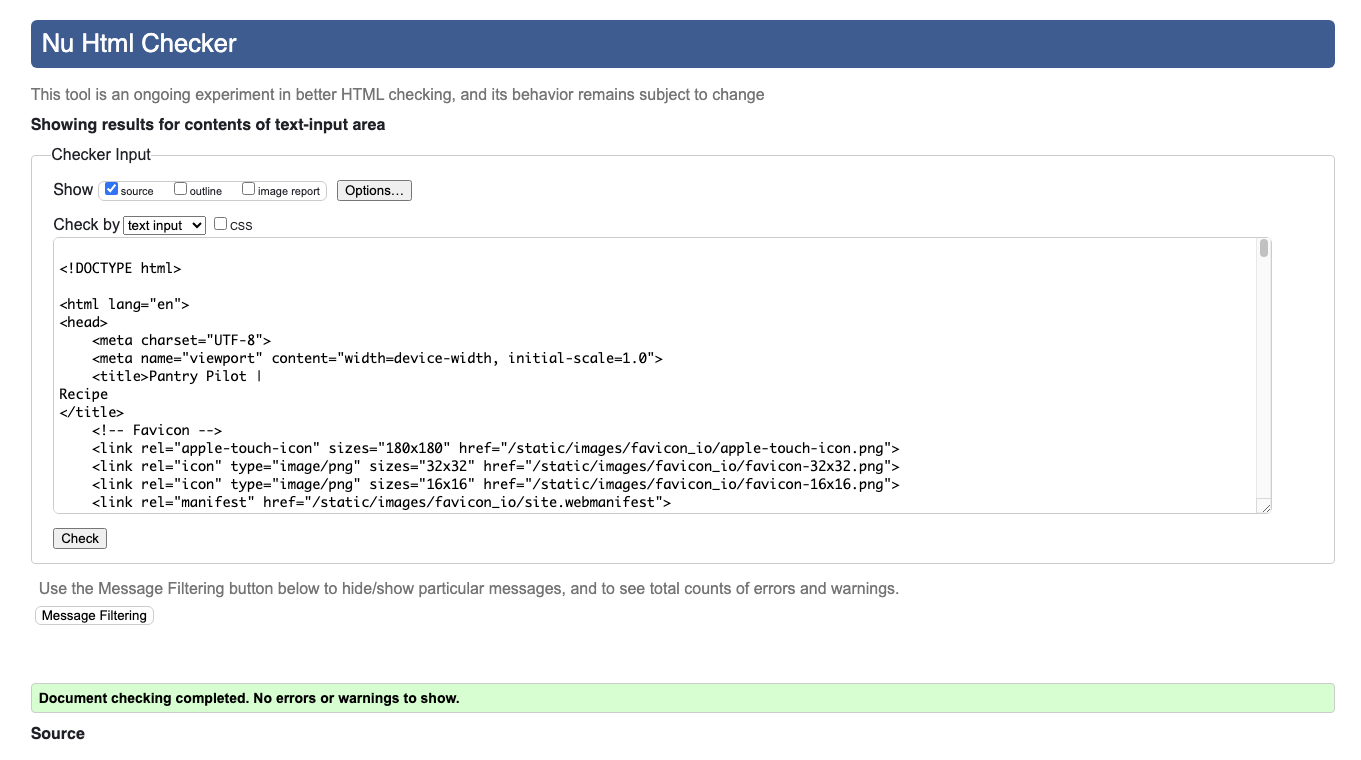 Nu Html Checker
This tool is an ongoing experiment in better HTML checking, and its behavior remains subject to change
Showing results for contents of text-input area
Checker Input
Show source outline image report Options…
Check by text input CSS
<!DOCTYPE html>
<html lang="en">
<head>
    <meta charset="UTF-8">
    <meta name="viewport" content="width=device-width, initial-scale=1.0">
    <title>Pantry Pilot |
Recipe
</title>
    <!-- Favicon -->
    <link rel="apple-touch-icon" sizes="180x180" href="/static/images/favicon_io/apple-touch-icon.png">
    <link rel="icon" type="image/png" sizes="32x32" href="/static/images/favicon_io/favicon-32x32.png">
    <link rel="icon" type="image/png" sizes="16x16" href="/static/images/favicon_io/favicon-16x16.png">
    <link rel="manifest" href="/static/images/favicon_io/site.webmanifest">
Check
Use the Message Filtering button below to hide/show particular messages, and to see total counts of errors and warnings.
Message Filtering
Document checking completed. No errors or warnings to show.
Source